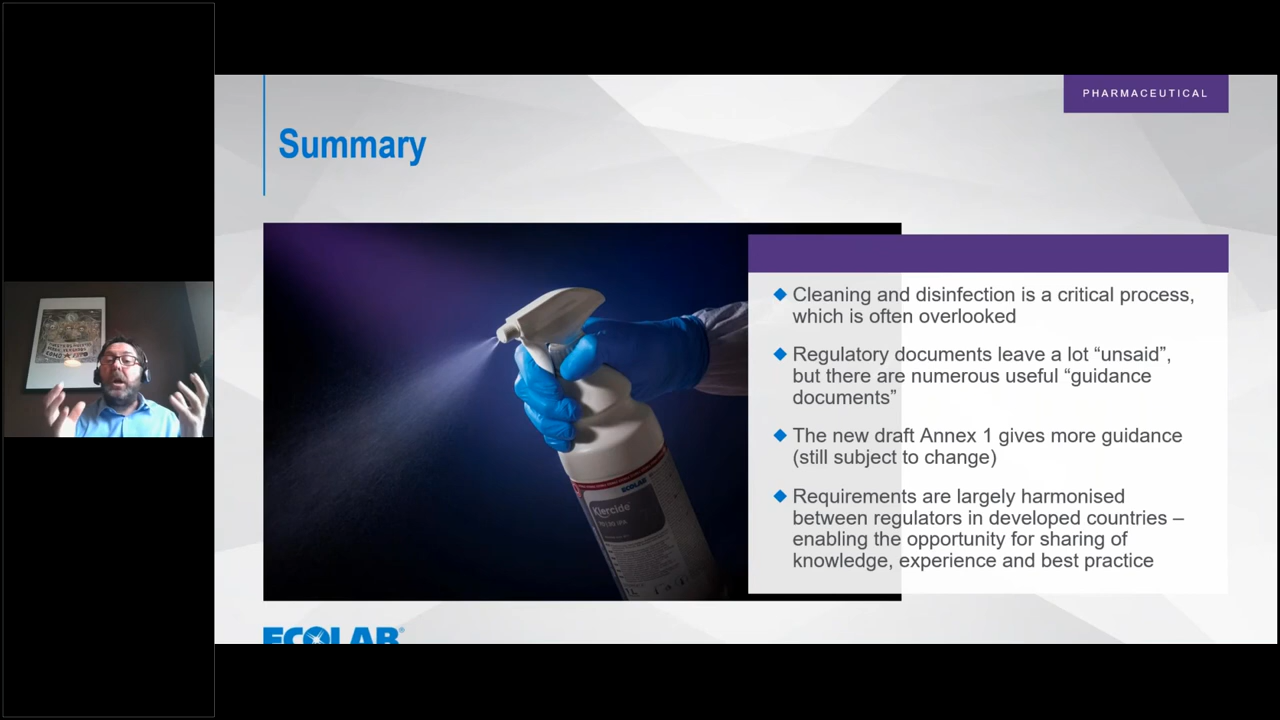 PHARMACEUTICAL
Summary
Cleaning and disinfection is a critical process,
which is often overlooked
Regulatory documents leave a lot “unsaid”,
but there are numerous useful “guidance
documents”
The new draft Annex 1 gives more guidance
(still subject to change)
Requirements are largely harmonised
between regulators in developed countries –
enabling the opportunity for sharing of
knowledge, experience and best practice
ECOLAB
Klercide
ECOLAB®